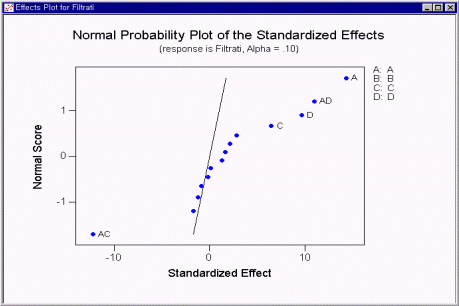 Effects Plot for Filtrati
Normal Probability Plot of the Standardized Effects
(response is Filtrati, Alpha = .10)
A: A
B: B
C: C
D: D
A
AD
D
C
AC
1
0
-1
Normal Score
-10
0
10
Standardized Effect